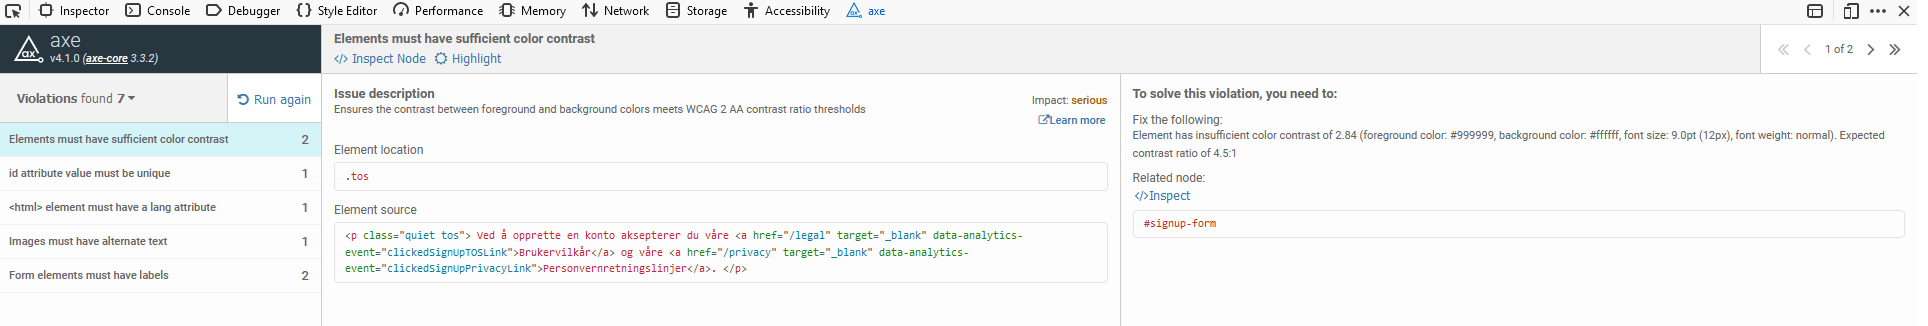 Inspector Console Debugger Style Editor Performance Memory Network Storage Accessibility axe
axe
v4.1.0 (axe-core 3.3.2)
Elements must have sufficient color contrast
Inspect Node Highlight
1 of 2
Violations found 7
Run again
Elements must have sufficient color contrast 2
id attribute value must be unique 1
<html> element must have a lang attribute 1
Images must have alternate text 1
Form elements must have labels 2
Issue description
Ensures the contrast between foreground and background colors meets WCAG 2 AA contrast ratio thresholds
Impact: serious
Learn more
Element location
.tos
Element source
<p class="quiet tos"> Ved å opprette en konto aksepterer du våre <a href="/legal" target="_blank" data-analytics-
event="clickedSignUpTOSLink">Brukervilkår</a> og våre <a href="/privacy" target="_blank" data-analytics-
event="clickedSignUpPrivacyLink">Personvernretningslinjer</a>. </p>
To solve this violation, you need to:
Fix the following:
Element has insufficient color contrast of 2.84 (foreground color: #999999, background color: #ffffff, font size: 9.0pt (12px), font weight: normal). Expected
contrast ratio of 4.5:1
Related node:
</>Inspect
#signup-form